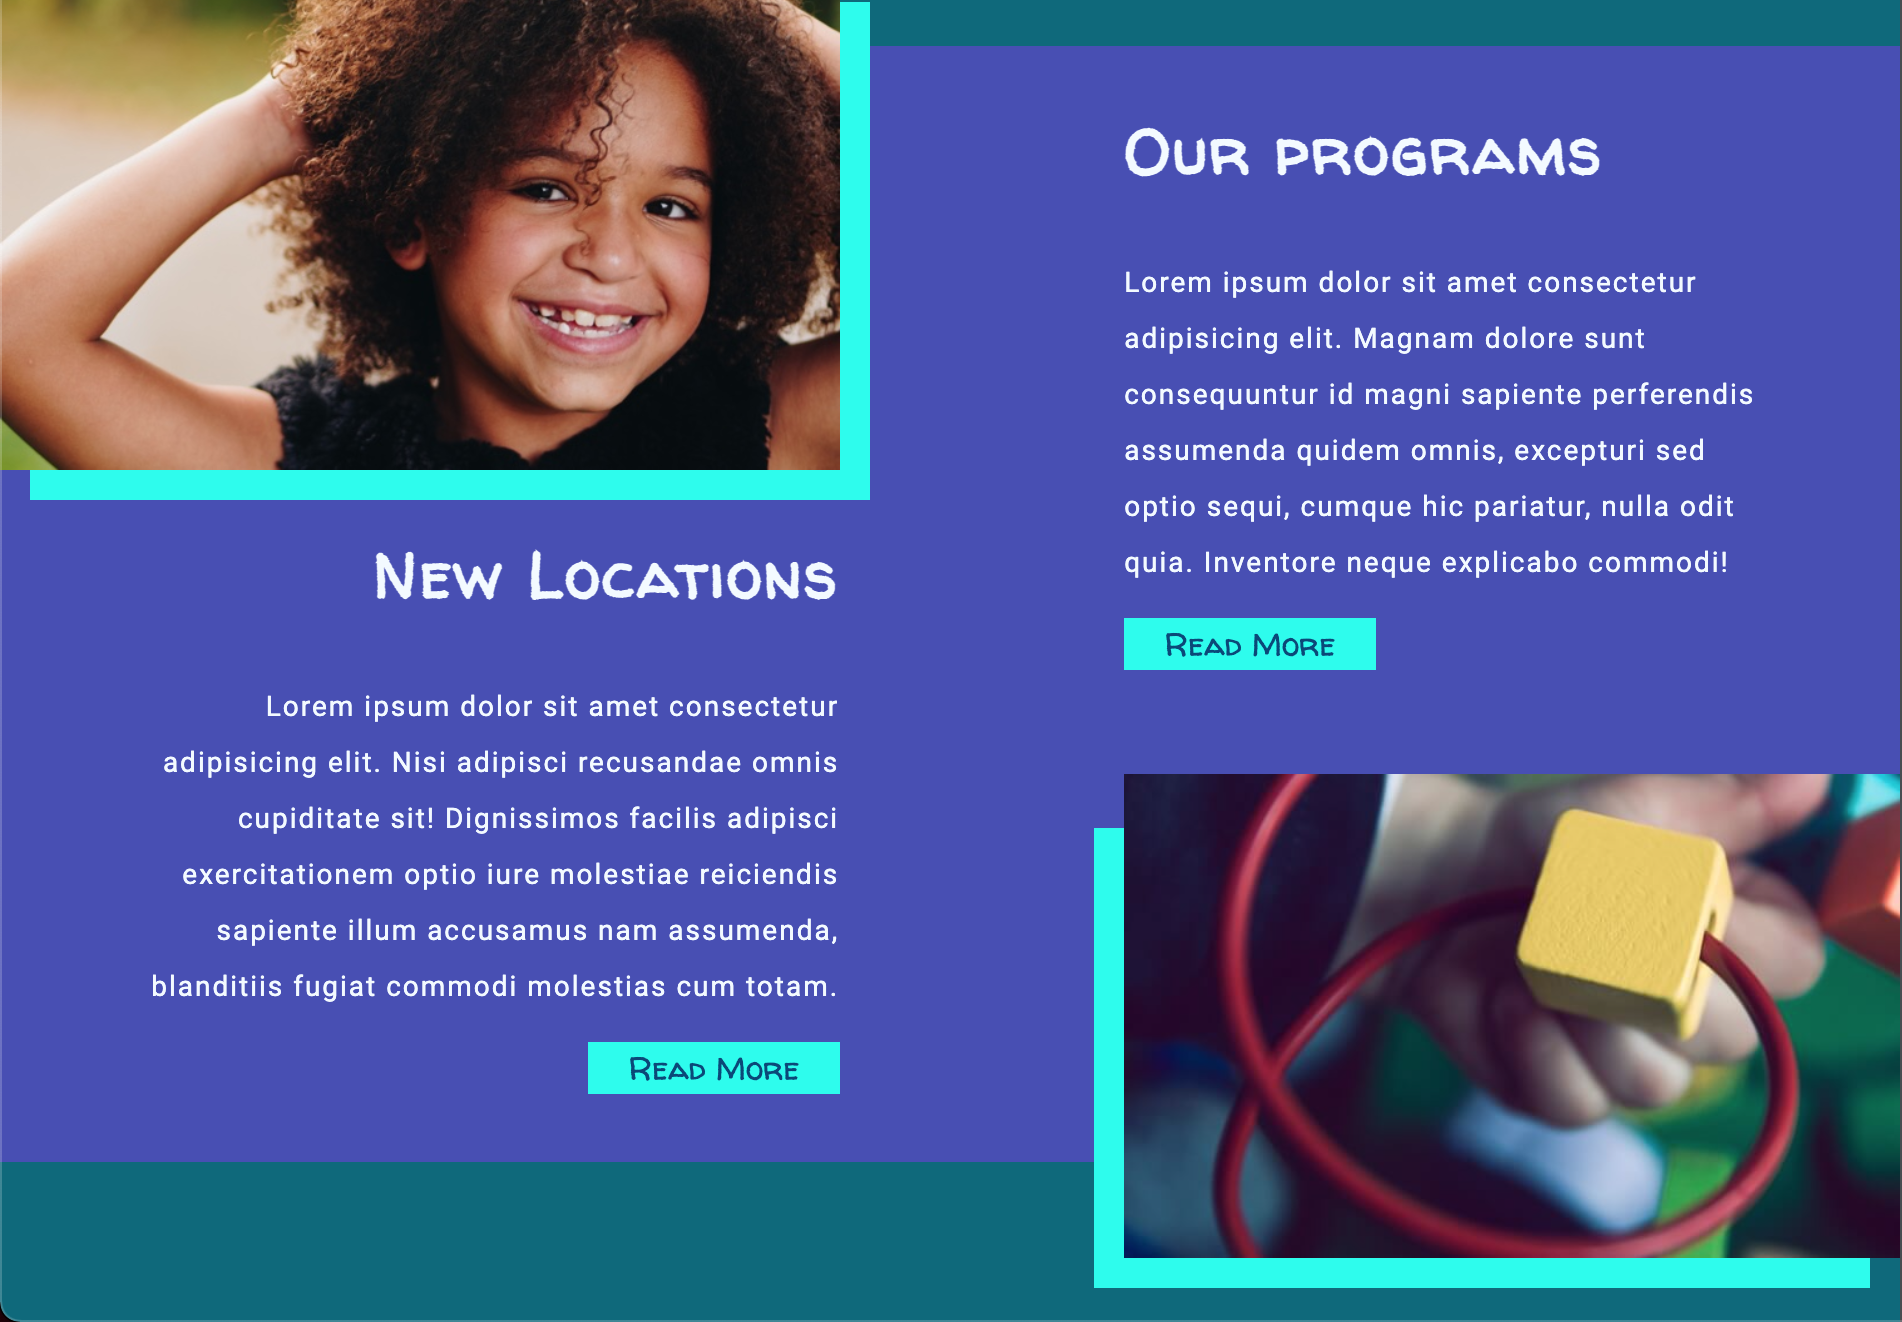 New Locations
Lorem ipsum dolor sit amet consectetur
adipisicing elit. Nisi adipisci recusandae omnis
cupiditate sit! Dignissimos facilis adipisci
exercitationem optio iure molestiae reiciendis
sapiente illum accusamus nam assumenda,
blanditiis fugiat commodi molestias cum totam.
Read More
Our programs
Lorem ipsum dolor sit amet consectetur
adipisicing elit. Magnam dolore sunt
consequuntur id magni sapiente perferendis
assumenda quidem omnis, excepturi sed
optio sequi, cumque hic pariatur, nulla odit
quia. Inventore neque explicabo commodi!
Read More